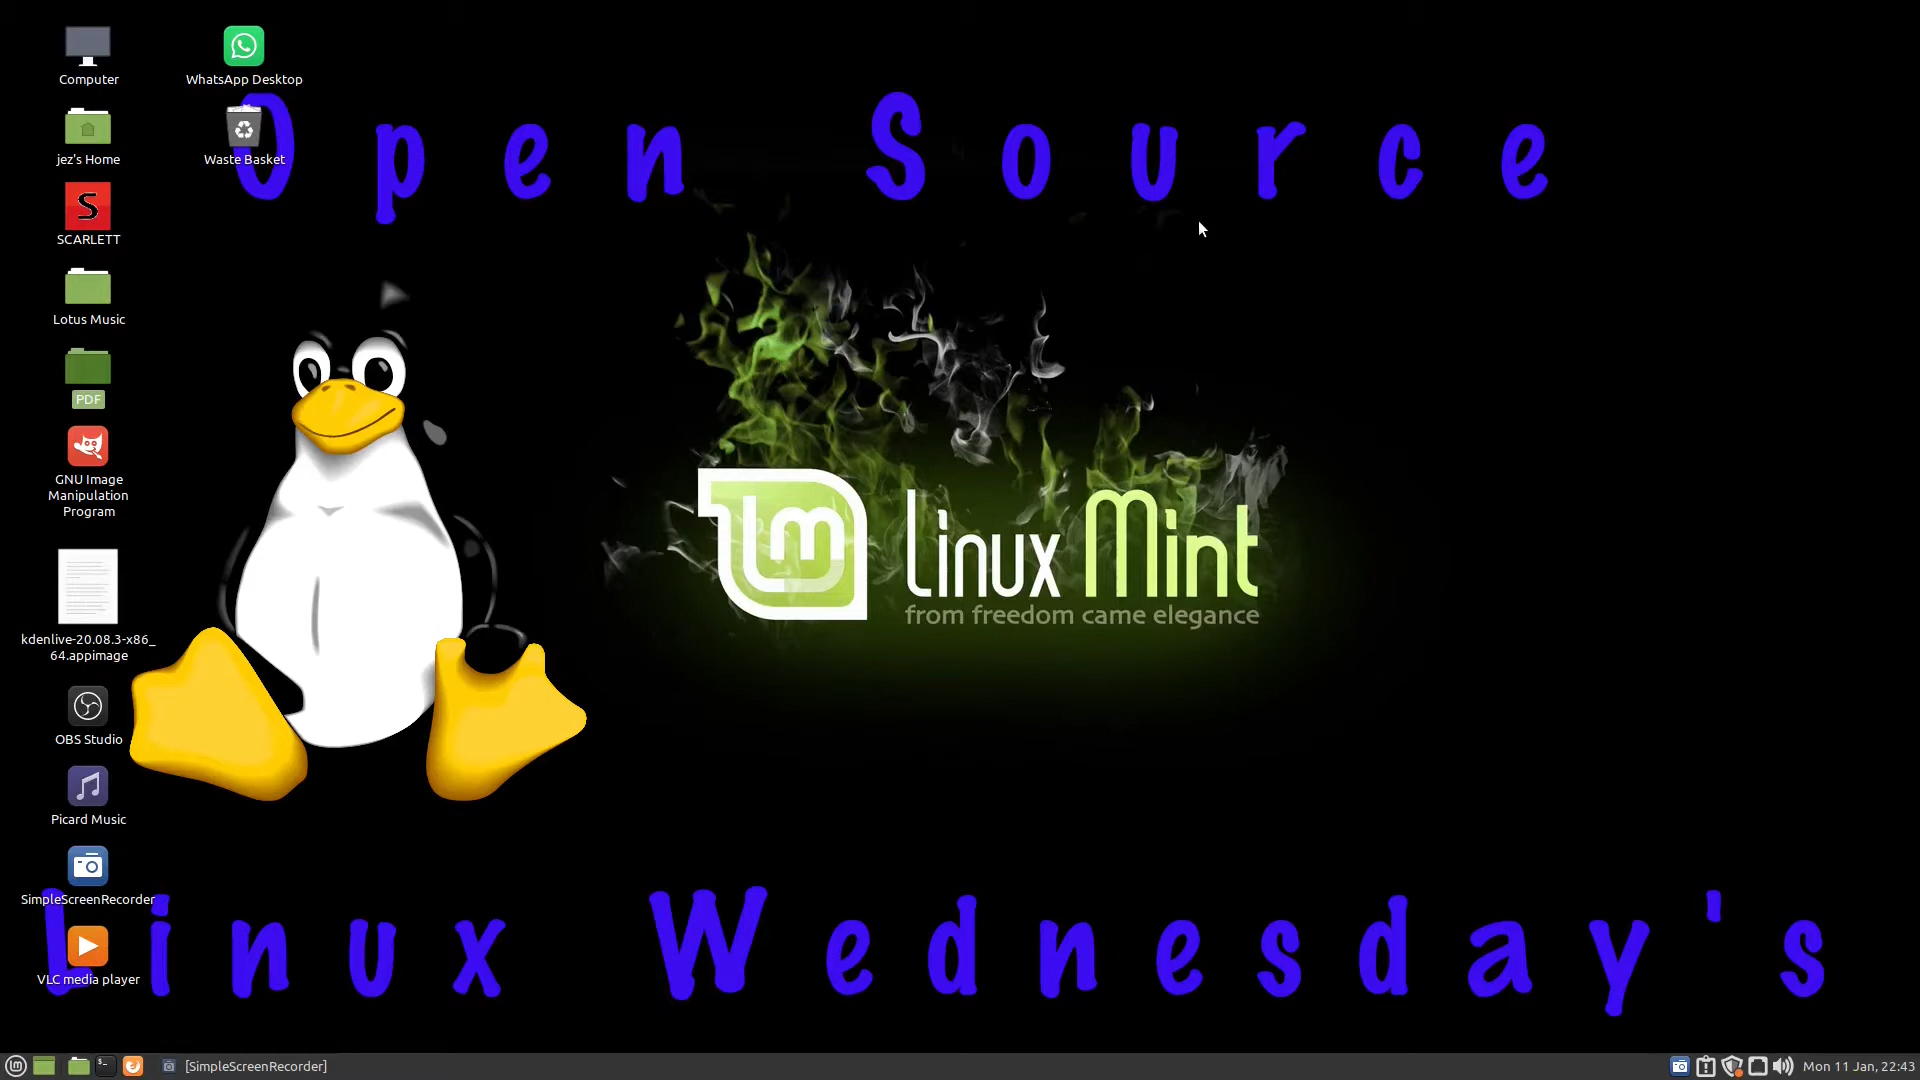 Computer
WhatsApp Desktop
jez's Home
Waste Basket
Open Source
S
SCARLETT
Lotus Music
PDF
GNU Image
Manipulation
Program
lm Linux Mint
from freedom came elegance
kdenlive-20.08.3-x86_
64.appimage
OBS Studio
Picard Music
SimpleScreenRecorder
Linux Wednesday's
VLC media player
[SimpleScreenRecorder]
Mon 11 Jan, 22:43